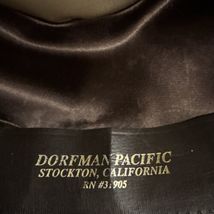 DORFMAN PACIFIC
STOCKTON, CALIFORNIA
RN #31905